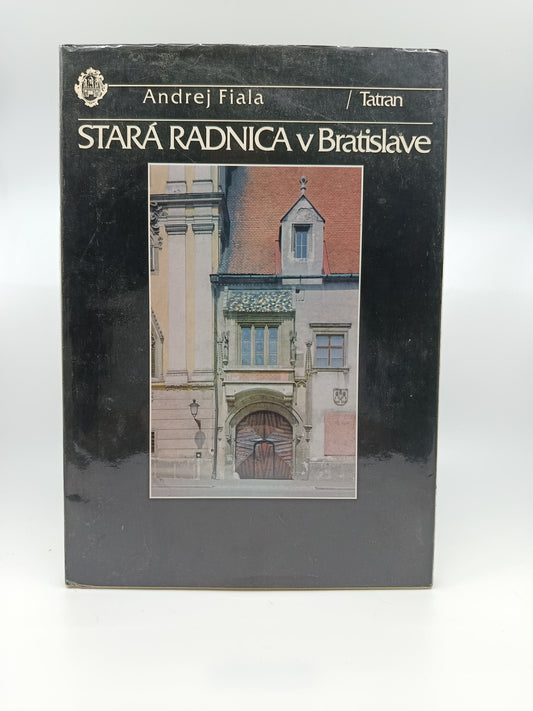 Andrej Fiala / Tatran
STARÁ RADNICA v Bratislave